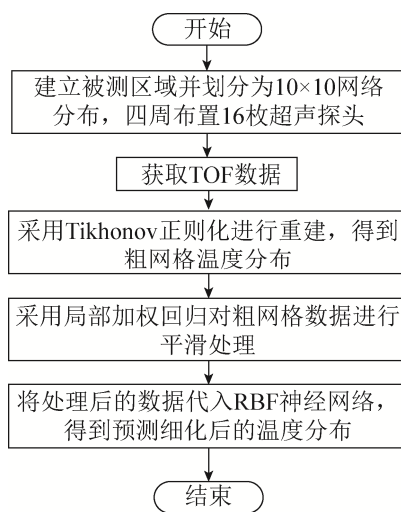 开始
建立被测区域并划分为10×10网络
分布，四周布置16枚超声探头
获取TOF数据
采用Tikhonov正则化进行重建，得到
粗网格温度分布
采用局部加权回归对粗网格数据进行
平滑处理
将处理后的数据代入RBF神经网络，
得到预测细化后的温度分布
结束